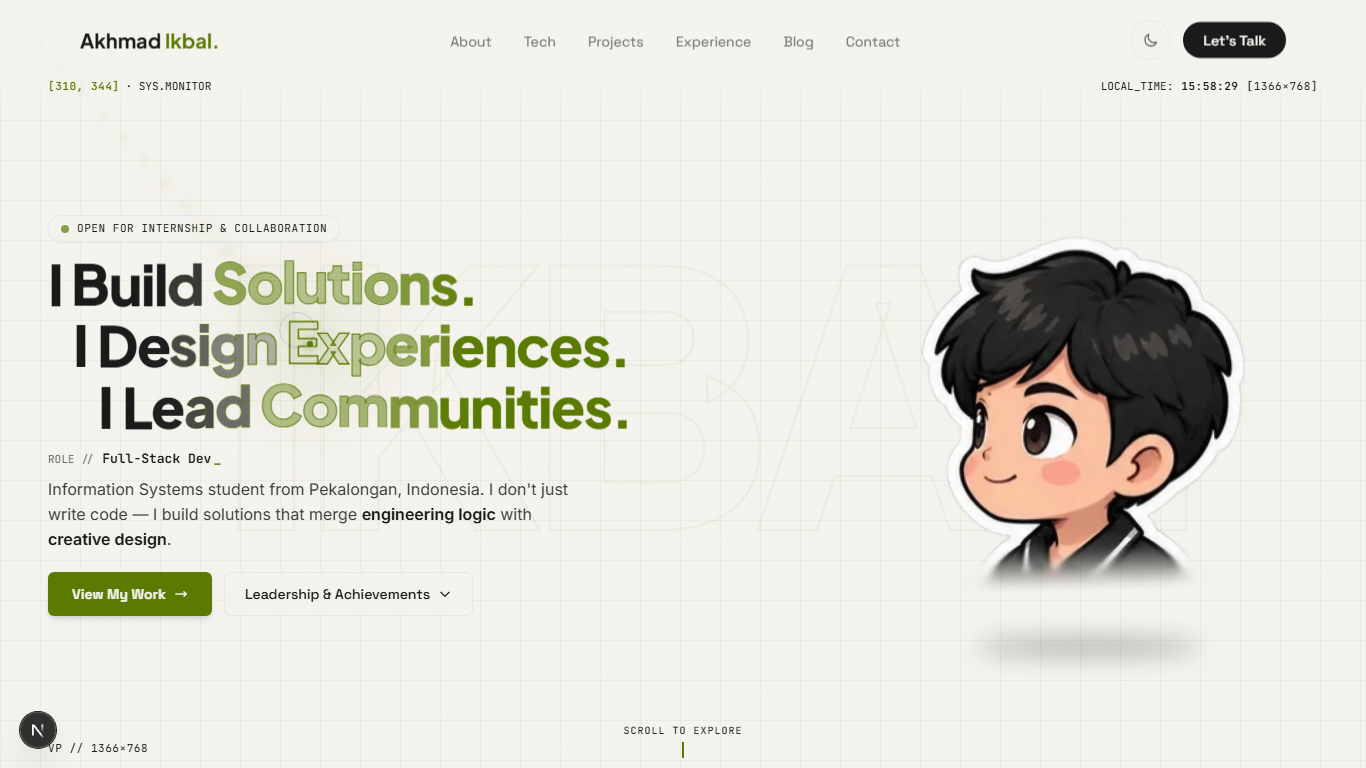 Akhmad Ikbal.
About
Tech
Projects
Experience
Blog
Contact
Let's Talk
[310, 344] · SYS.MONITOR
LOCAL_TIME: 15:58:29 [1366×768]
OPEN FOR INTERNSHIP & COLLABORATION
I Build Solutions.
I Design Experiences.
I Lead Communities.
IKBAL
ROLE // Full-Stack Dev_
Information Systems student from Pekalongan, Indonesia. I don't just
write code — I build solutions that merge engineering logic with
creative design.
View My Work →
Leadership & Achievements
SCROLL TO EXPLORE
N
VP // 1366×768